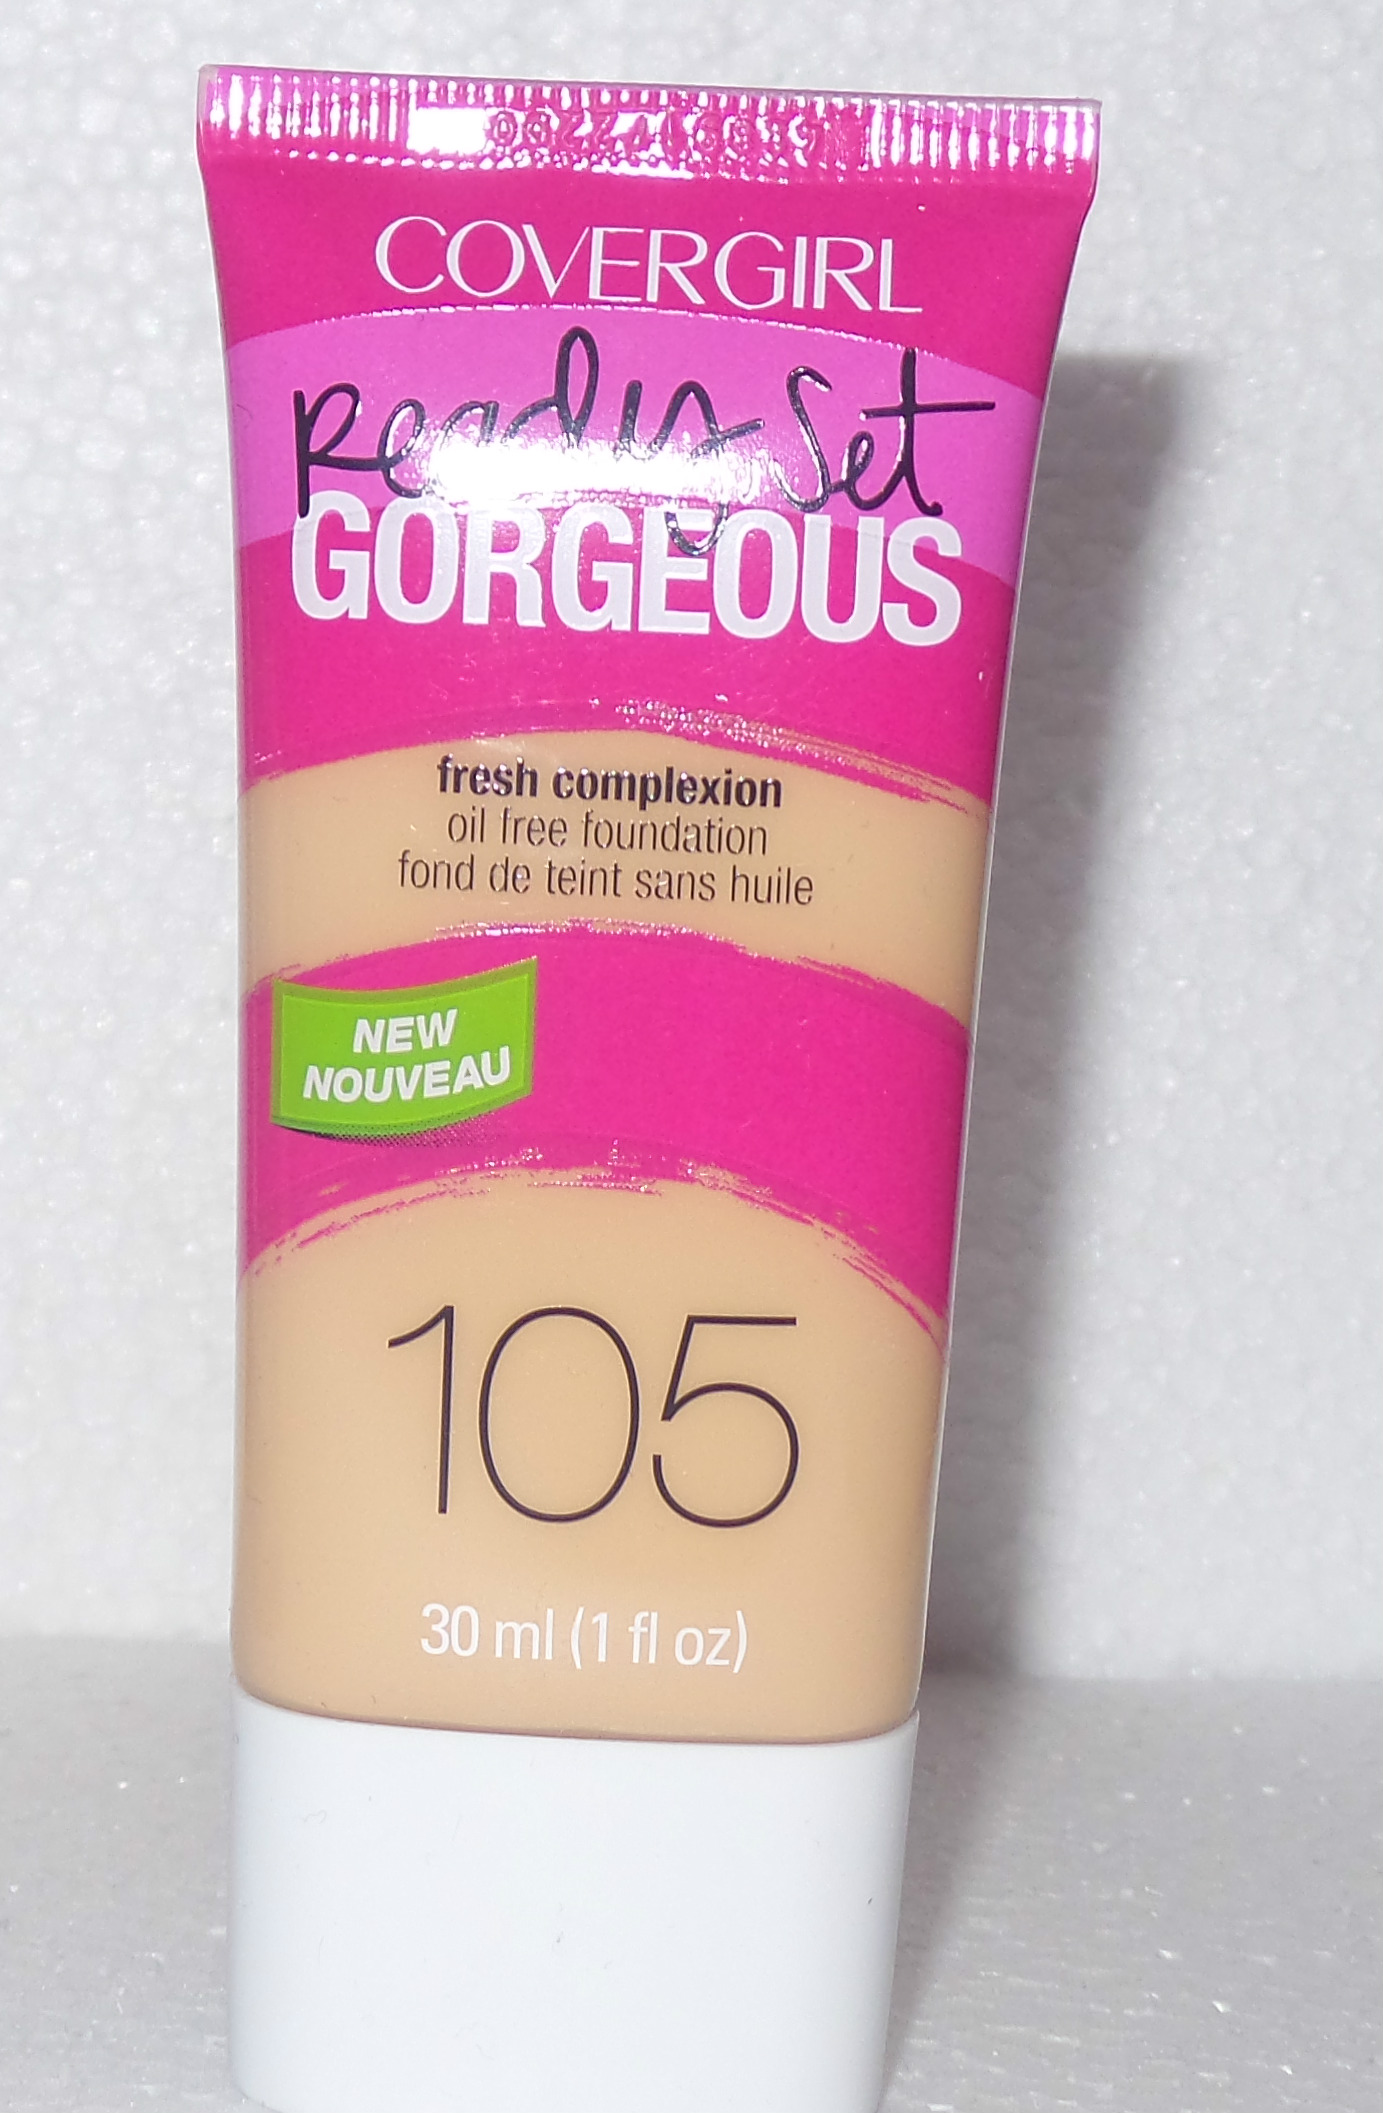 COVERGIRL
Ready Set
GORGEOUS
fresh complexion
oil free foundation
fond de teint sans huile
NEW
NOUVEAU
105
30 ml (1 fl oz)